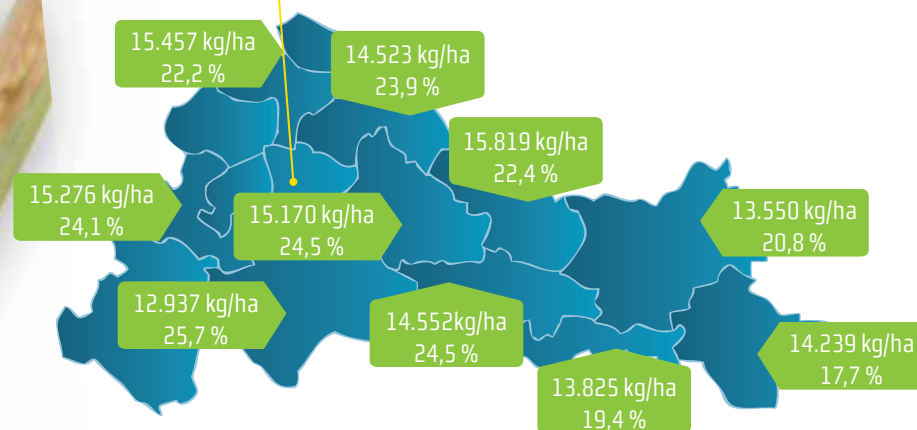 15.457 kg/ha
22,2 %
14.523 kg/ha
23,9 %
15.819 kg/ha
22,4 %
15.276 kg/ha
24,1 %
15.170 kg/ha
24,5 %
13.550 kg/ha
20,8 %
12.937 kg/ha
25,7 %
14.552kg/ha
24,5 %
14.239 kg/ha
17,7 %
13.825 kg/ha
19,4 %